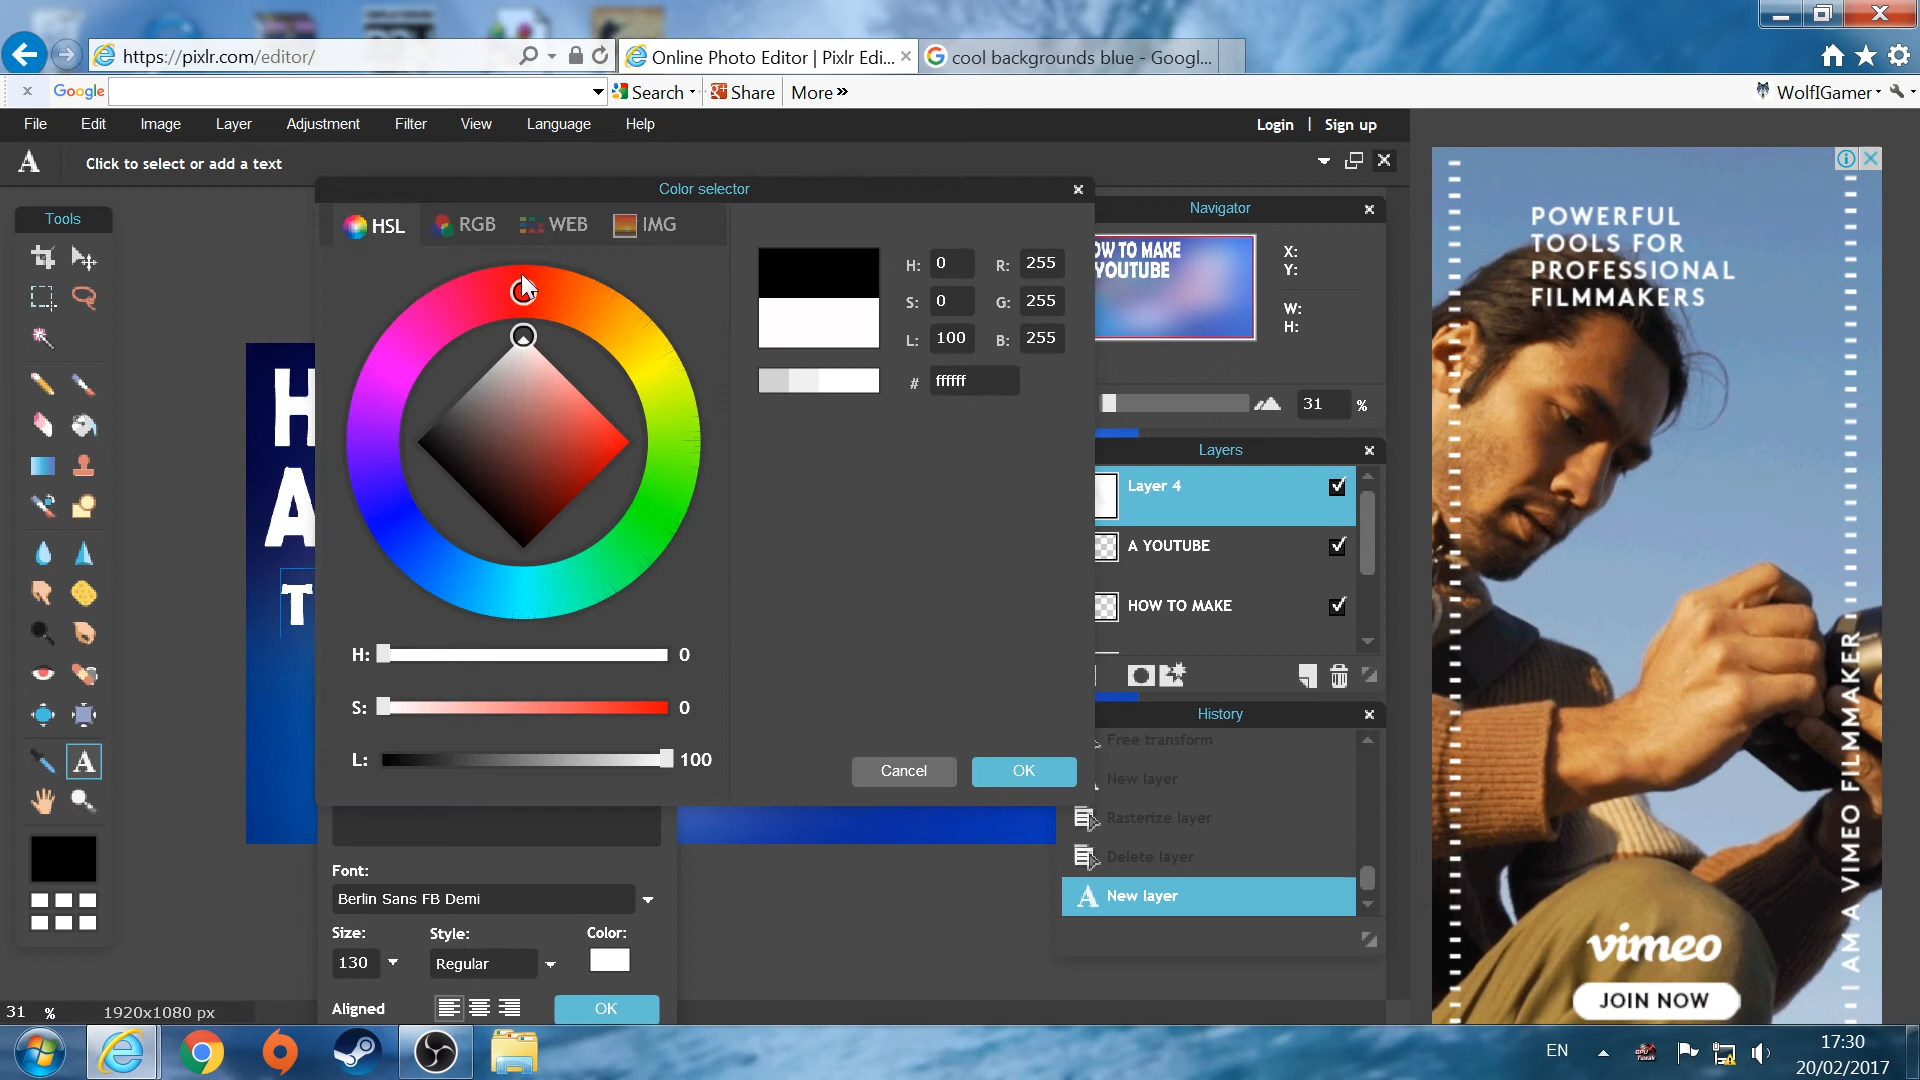 https://pixlr.com/editor/
Online Photo Editor | Pixlr Edi...
cool backgrounds blue - Googl...
x Google
Search
Share
More »
WolfIGamer
File Edit Image Layer Adjustment Filter View Language Help
Login | Sign up
A Click to select or add a text
Color selector
HSL RGB WEB IMG
H: 0 R: 255
S: 0 G: 255
L: 100 B: 255
# ffffff
H: 0
S: 0
L: 100
Cancel OK
Tools
H
A
T
Font:
Berlin Sans FB Demi
Size: Style: Color:
130 Regular
Aligned OK
31 % 1920x1080 px
Navigator
OW TO MAKE
YOUTUBE
X:
Y:
W:
H:
31 %
Layers
Layer 4
A YOUTUBE
HOW TO MAKE
History
Free transform
New layer
Rasterize layer
Delete layer
A New layer
POWERFUL
TOOLS FOR
PROFESSIONAL
FILMMAKERS
I AM A VIMEO FILMMAKER
vimeo
JOIN NOW
EN
17:30
20/02/2017